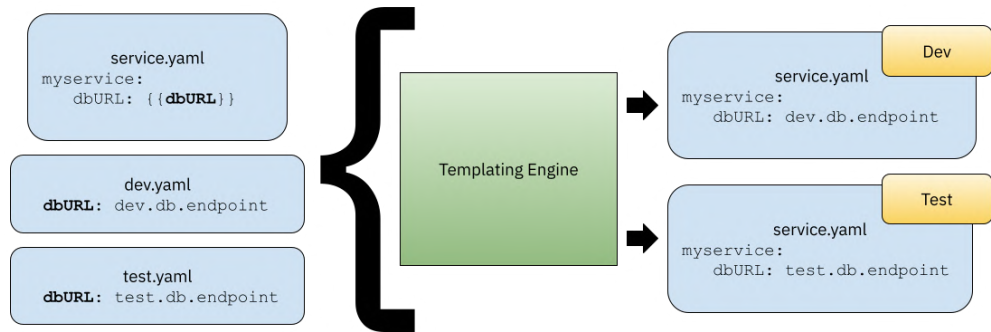 service.yaml
myservice:
  dbURL: {{dbURL}}
dev.yaml
dbURL: dev.db.endpoint
test.yaml
dbURL: test.db.endpoint
Templating Engine
Dev
service.yaml
myservice:
  dbURL: dev.db.endpoint
Test
service.yaml
myservice:
  dbURL: test.db.endpoint